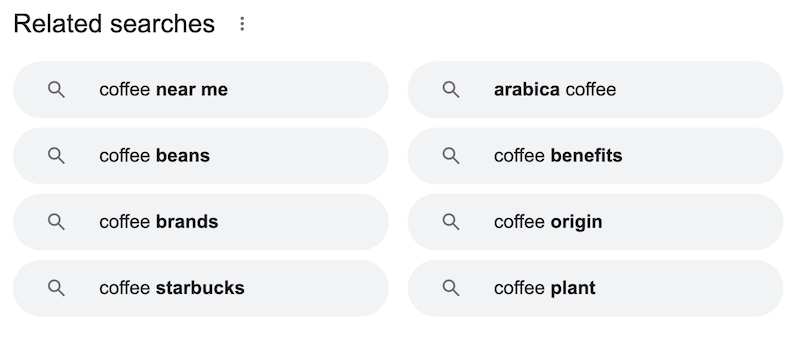 Related searches
coffee near me
arabica coffee
coffee beans
coffee benefits
coffee brands
coffee origin
coffee starbucks
coffee plant